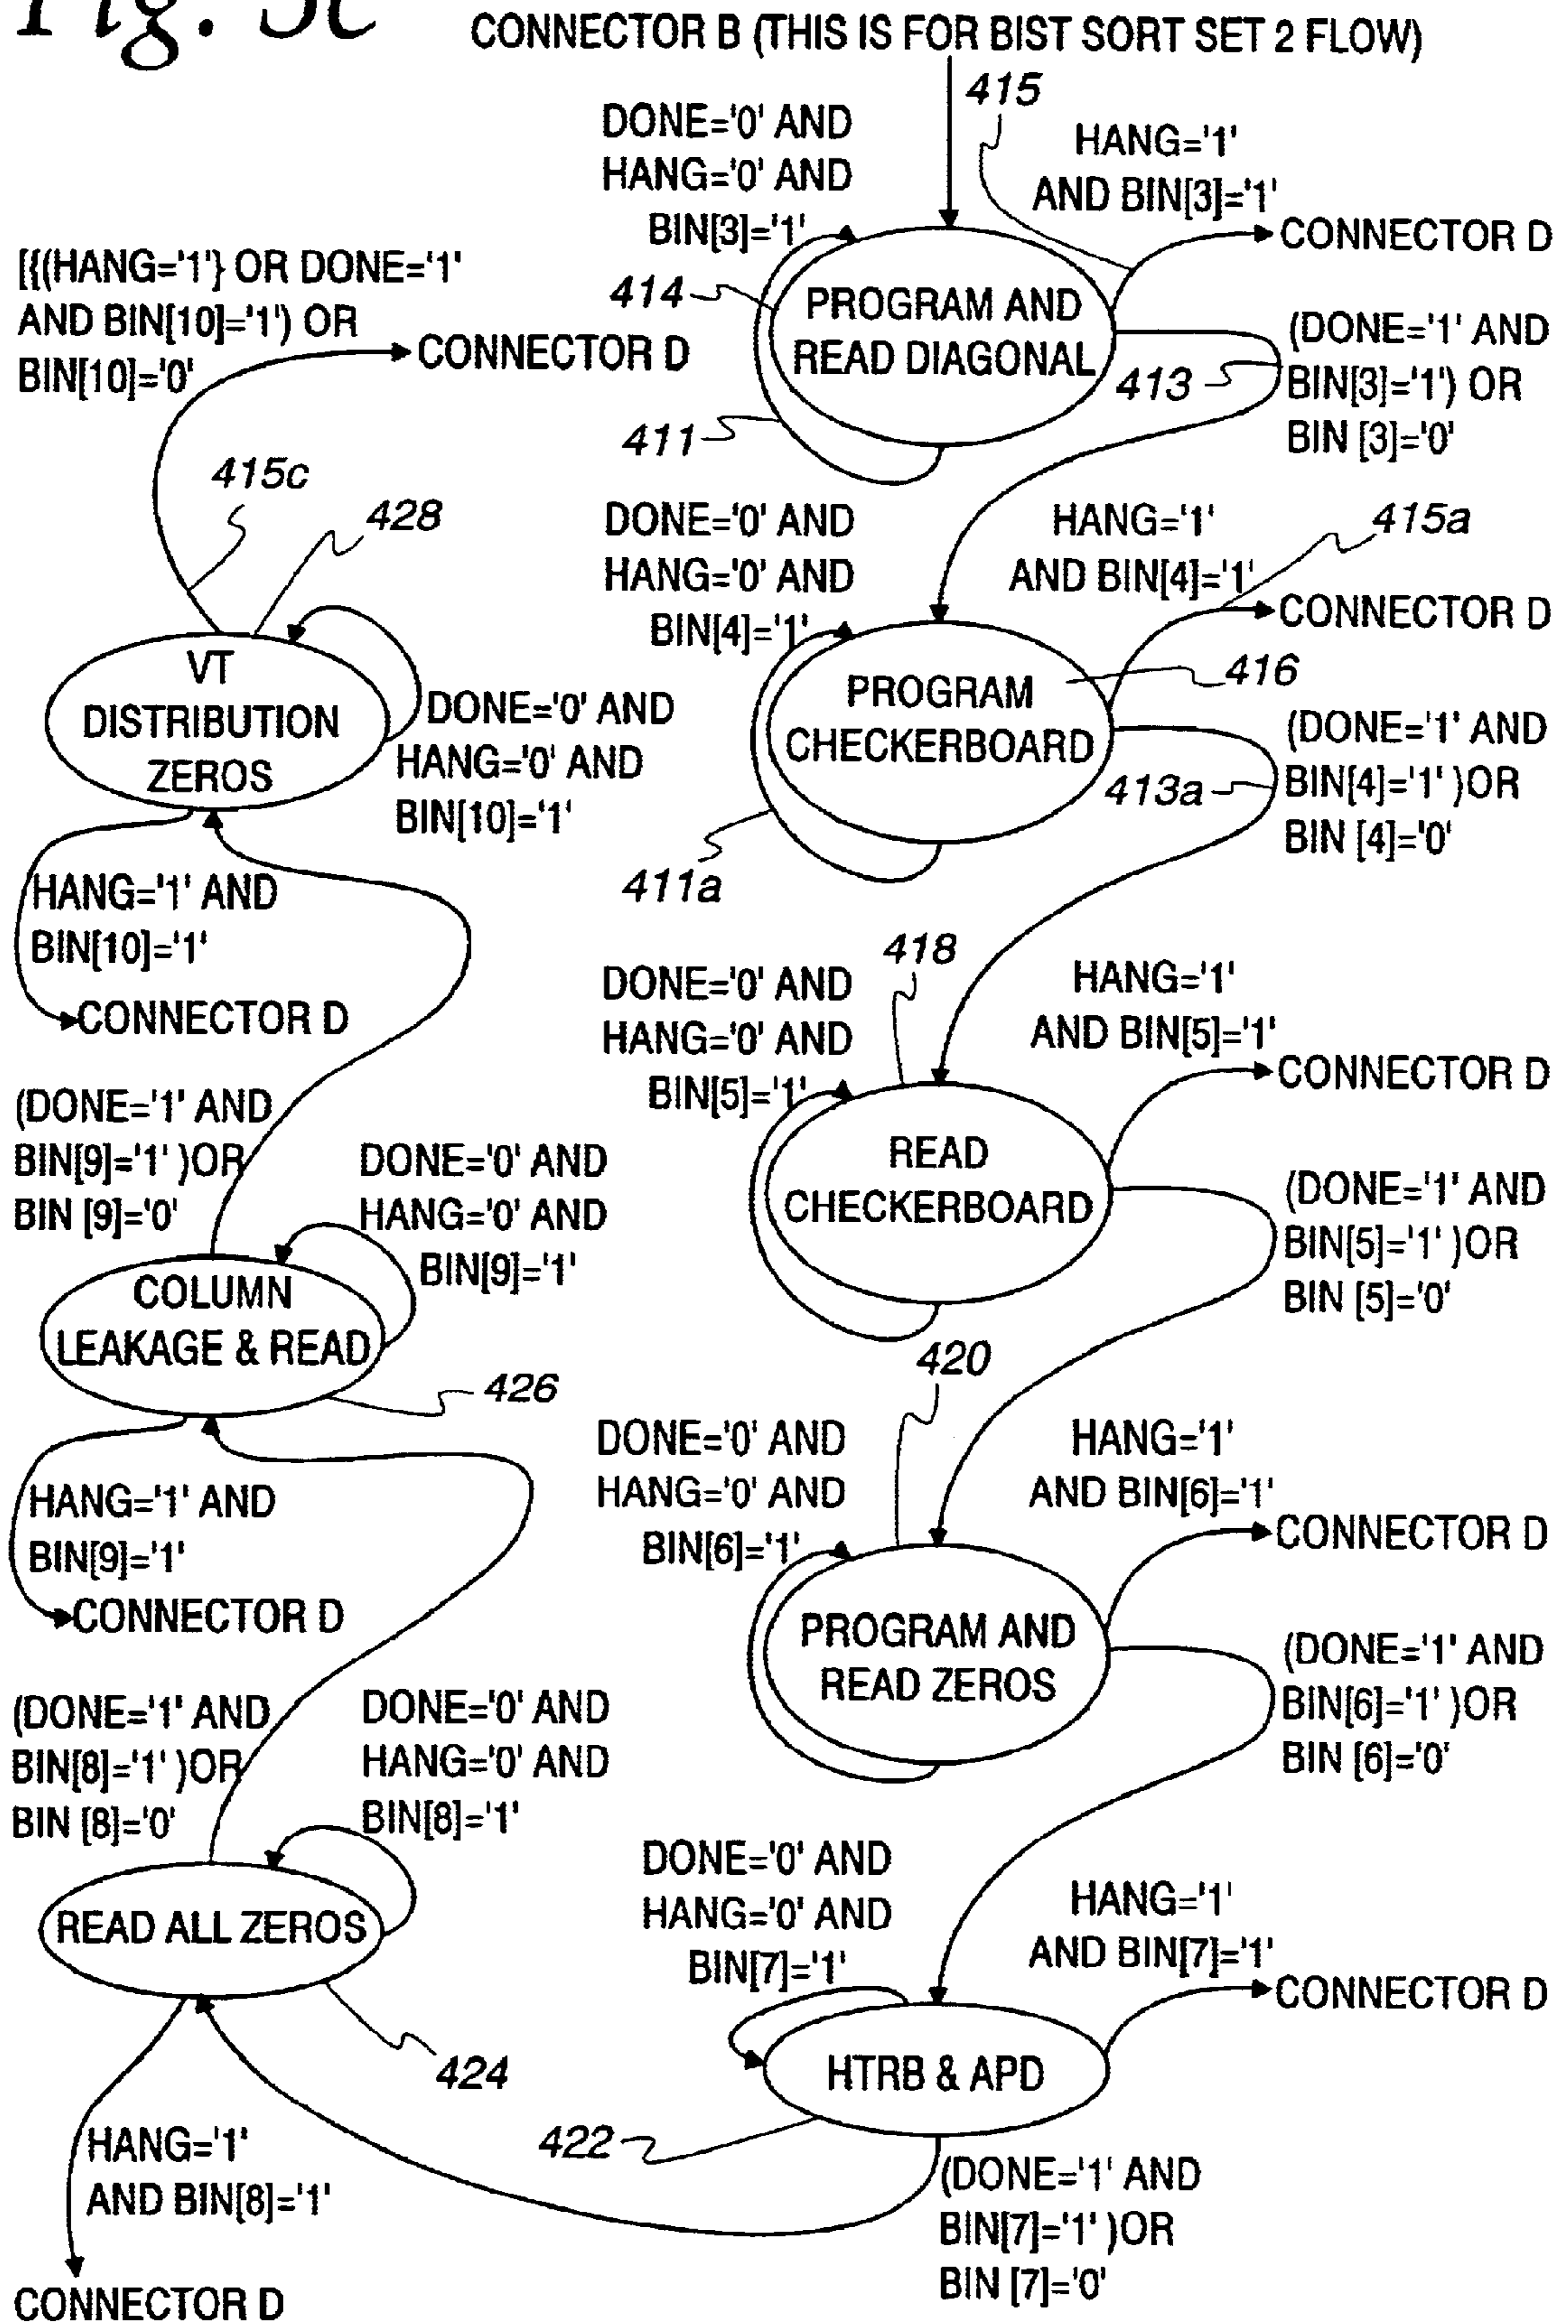 Fig. 5c
CONNECTOR B (THIS IS FOR BIST SORT SET 2 FLOW)
415
DONE='0' AND
HANG='0' AND
BIN[3]='1'
HANG='1'
AND BIN[3]='1'
CONNECTOR D
414
PROGRAM AND
READ DIAGONAL
411
413
(DONE='1' AND
BIN[3]='1') OR
BIN [3]='0'
[{(HANG='1'} OR DONE='1'
AND BIN[10]='1') OR
BIN[10]='0'
CONNECTOR D
415c
428
VT
DISTRIBUTION
ZEROS
DONE='0' AND
HANG='0' AND
BIN[10]='1'
HANG='1' AND
BIN[10]='1'
CONNECTOR D
DONE='0' AND
HANG='0' AND
BIN[4]='1'
HANG='1'
AND BIN[4]='1'
415a
CONNECTOR D
416
PROGRAM
CHECKERBOARD
411a
413a
(DONE='1' AND
BIN[4]='1' )OR
BIN [4]='0'
418
DONE='0' AND
HANG='0' AND
BIN[5]='1'
HANG='1'
AND BIN[5]='1'
CONNECTOR D
READ
CHECKERBOARD
(DONE='1' AND
BIN[5]='1' )OR
BIN [5]='0'
(DONE='1' AND
BIN[9]='1' )OR
BIN [9]='0'
DONE='0' AND
HANG='0' AND
BIN[9]='1'
COLUMN
LEAKAGE & READ
426
HANG='1' AND
BIN[9]='1'
CONNECTOR D
420
DONE='0' AND
HANG='0' AND
BIN[6]='1'
HANG='1'
AND BIN[6]='1'
CONNECTOR D
PROGRAM AND
READ ZEROS
(DONE='1' AND
BIN[6]='1' )OR
BIN [6]='0'
(DONE='1' AND
BIN[8]='1' )OR
BIN [8]='0'
DONE='0' AND
HANG='0' AND
BIN[8]='1'
READ ALL ZEROS
424
HANG='1'
AND BIN[8]='1'
CONNECTOR D
DONE='0' AND
HANG='0' AND
BIN[7]='1'
HANG='1'
AND BIN[7]='1'
CONNECTOR D
HTRB & APD
422
(DONE='1' AND
BIN[7]='1' )OR
BIN [7]='0'